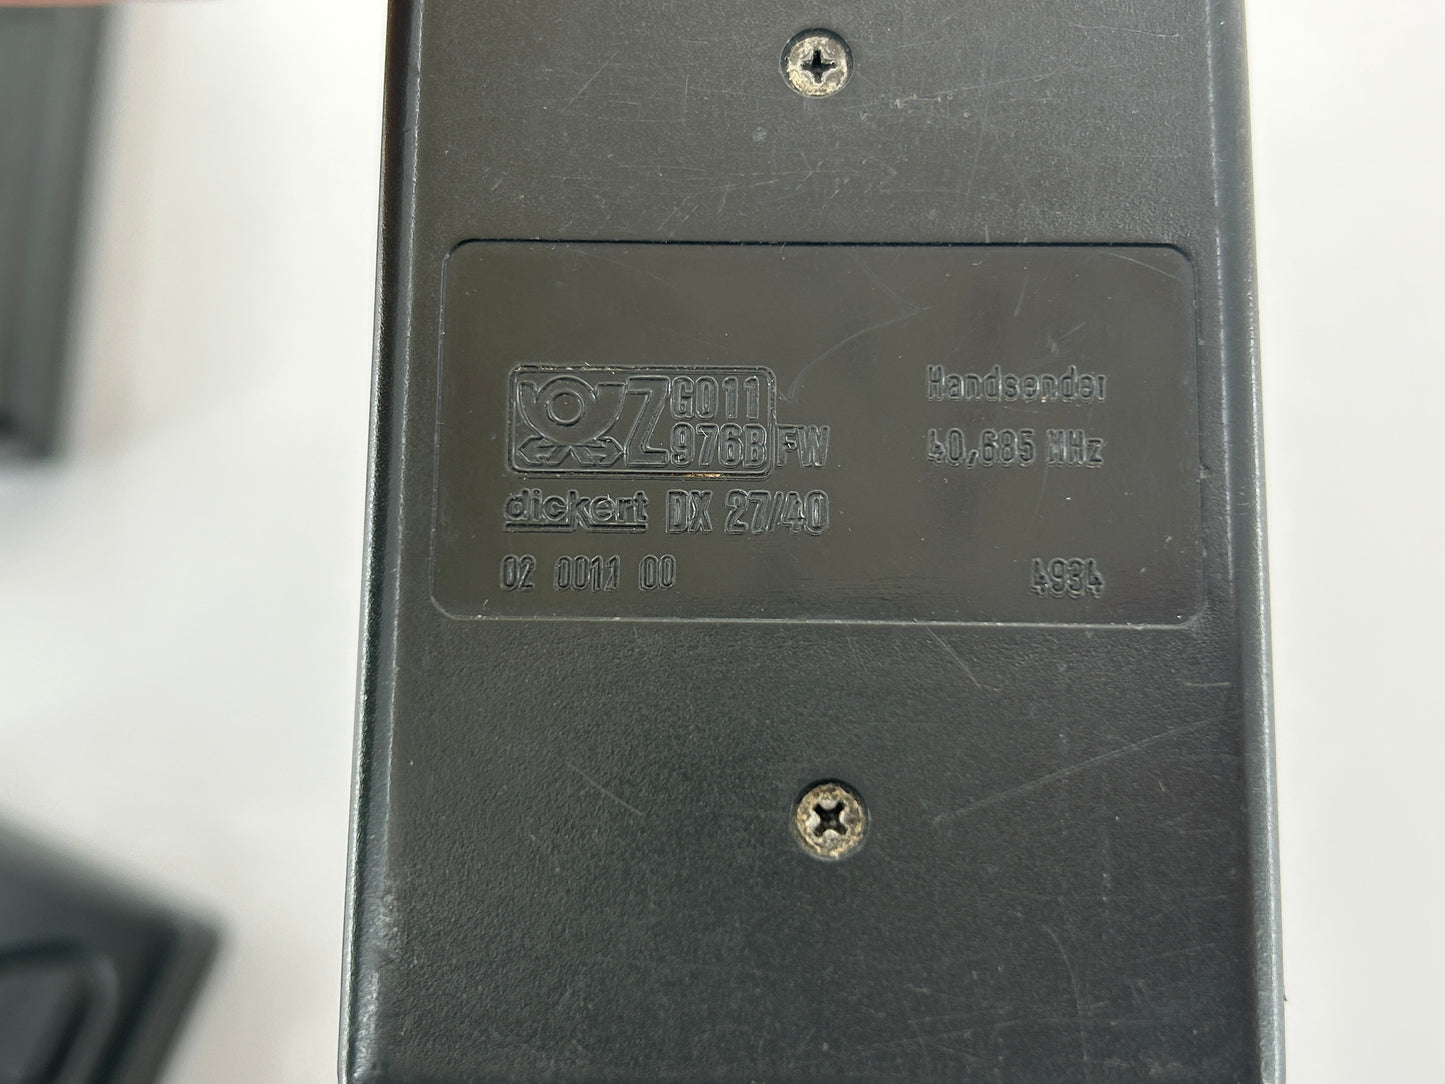 Z G011
976B FW
Handsender
40,685 MHz
dickert DX 27/40
02 0011 00
4934